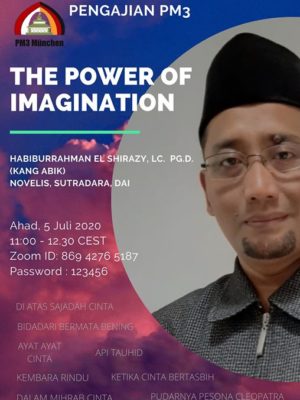 PENGAJIAN PM3
PM3 München
THE POWER OF
IMAGINATION
HABIBURRAHMAN EL SHIRAZY, LC. PG.D.
(KANG ABIK)
NOVELIS, SUTRADARA, DAI
Ahad, 5 Juli 2020
11:00 - 12.30 CEST
Zoom ID: 869 4276 5187
Password : 123456
DI ATAS SAJADAH CINTA
BIDADARI BERMATA BENING
AYAT AYAT
CINTA
API TAUHID
KEMBARA RINDU
KETIKA CINTA BERTASBIH
DALAM MIHRAB CINTA
PUDARNYA PESONA CLEOPATRA